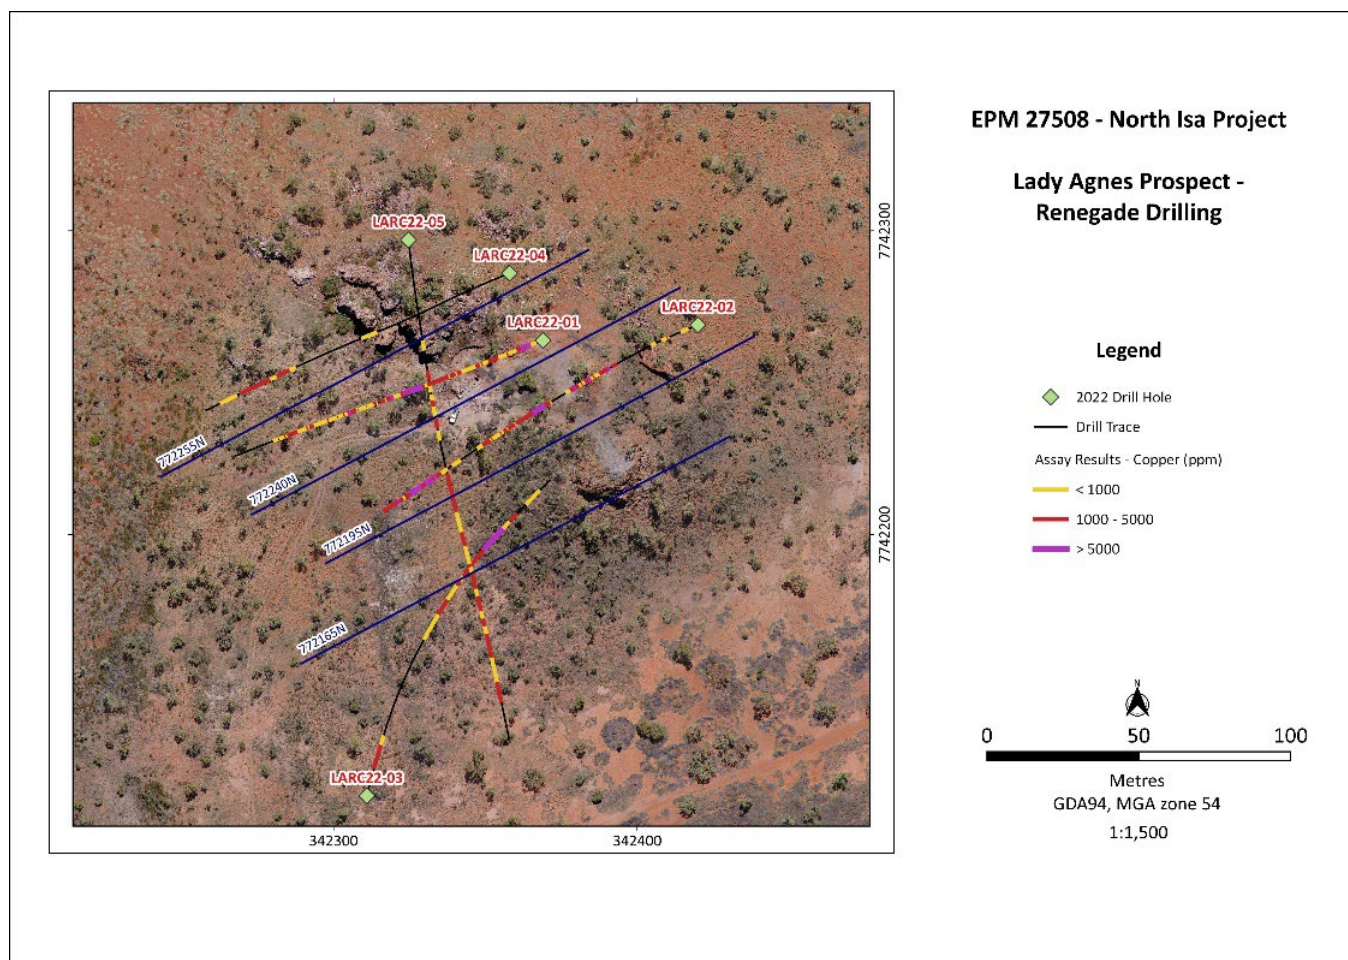 EPM 27508 - North Isa Project
Lady Agnes Prospect -
Renegade Drilling
LARC22-05
LARC22-04
LARC22-01
LARC22-02
LARC22-03
772255N
772240N
772195N
772165N
7742300
7742200
342300
342400
Legend
2022 Drill Hole
Drill Trace
Assay Results - Copper (ppm)
< 1000
1000 - 5000
> 5000
N
0 50 100
Metres
GDA94, MGA zone 54
1:1,500